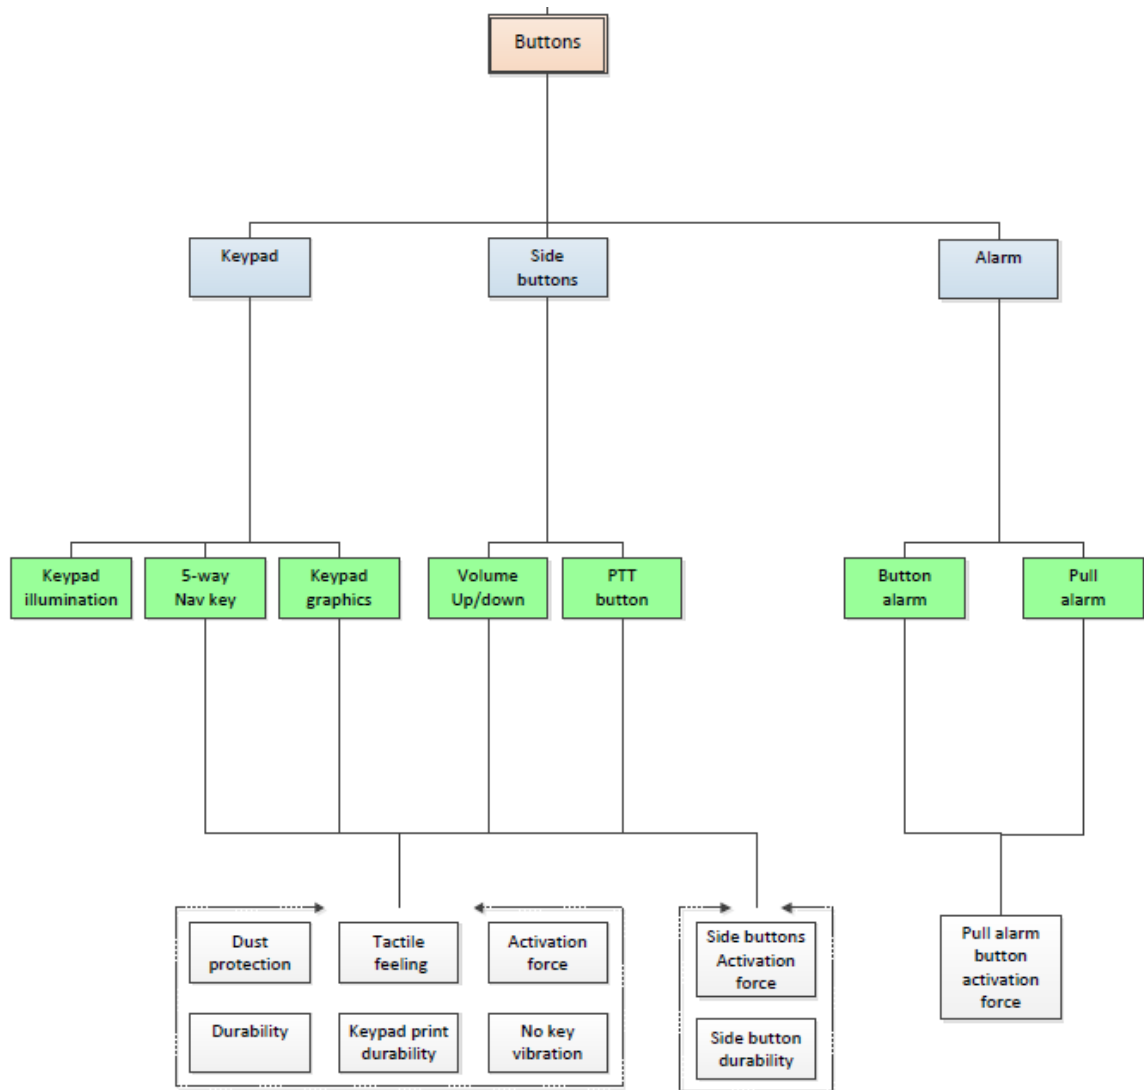 Buttons
Keypad
Side
buttons
Alarm
Keypad
illumination
5-way
Nav key
Keypad
graphics
Volume
Up/down
PTT
button
Button
alarm
Pull
alarm
Dust
protection
Tactile
feeling
Activation
force
Side buttons
Activation
force
Pull alarm
button
activation
force
Durability
Keypad print
durability
No key
vibration
Side button
durability